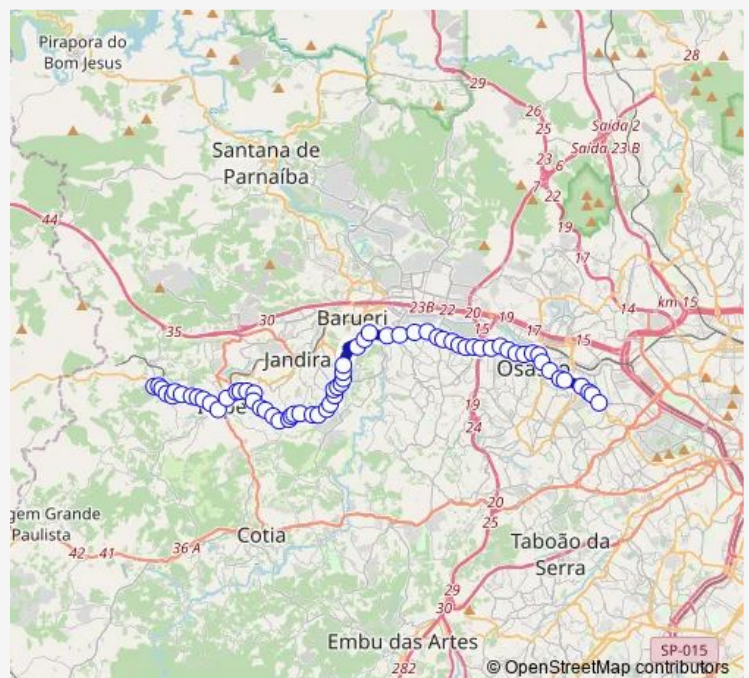 Pirapora do
Bom Jesus
28
29
26
25
Saída 2
Saída 23 B
23
6
7
22
19
17
Santana de
Parnaíba
44
14
km 15
30
35
Barueri
23B
22
20
19
15
17
15
Jandira
19
24
20
25
gem Grande
Paulista
42
41
36 A
Cotia
Taboão da
Serra
29
30
Embu das Artes
282
SP-015
© OpenStreetMap contributors